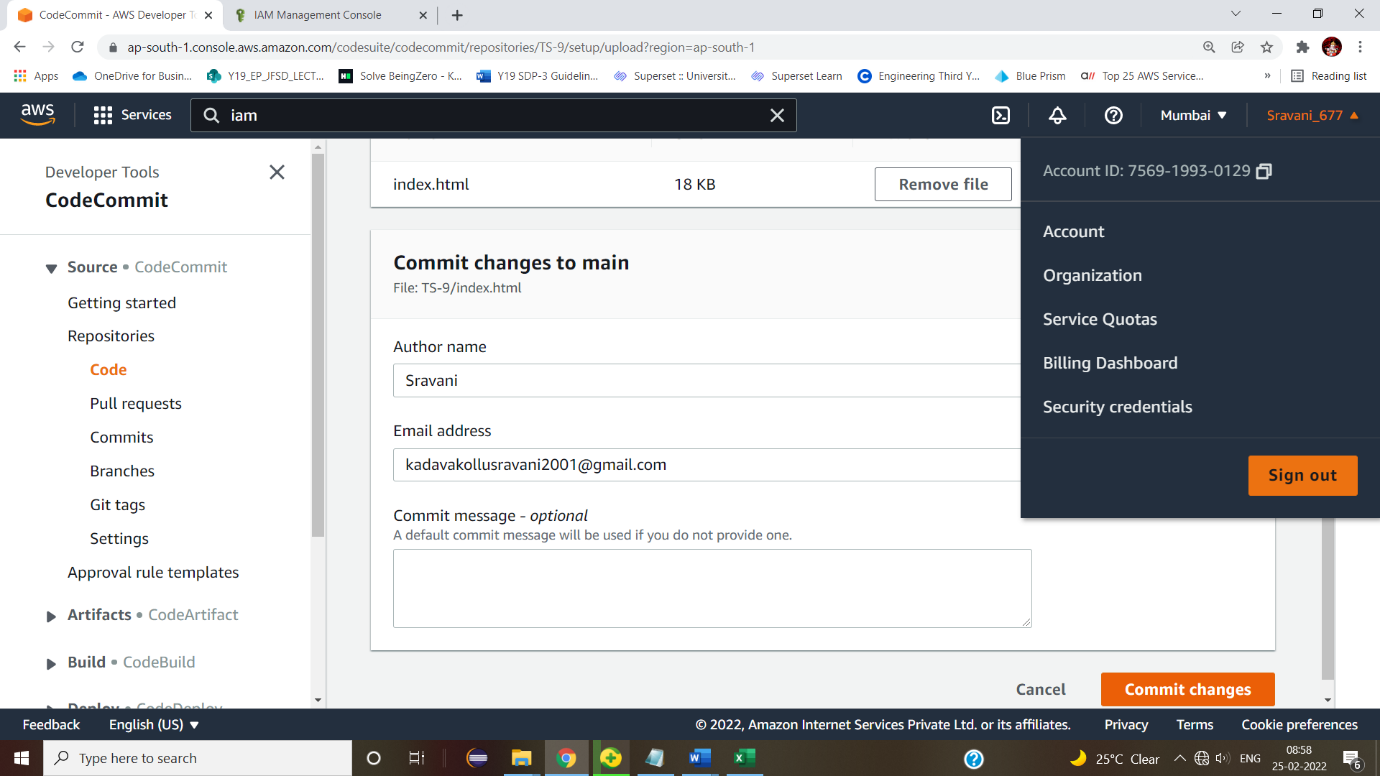 CodeCommit - AWS Developer T
IAM Management Console
ap-south-1.console.aws.amazon.com/codesuite/codecommit/repositories/TS-9/setup/upload?region=ap-south-1
Apps
OneDrive for Busin...
Y19_EP_JFSD_LECT...
Solve BeingZero - K...
Y19 SDP-3 Guidelin...
Superset :: Universit...
Superset Learn
Engineering Third Y...
Blue Prism
Top 25 AWS Service...
»
Reading list
aws
Services
iam
Mumbai ▼
Sravani_677 ▲
Developer Tools
CodeCommit
Source • CodeCommit
Getting started
Repositories
Code
Pull requests
Commits
Branches
Git tags
Settings
Approval rule templates
Artifacts • CodeArtifact
Build • CodeBuild
Deploy • CodeDeploy
index.html
18 KB
Remove file
Commit changes to main
File: TS-9/index.html
Author name
Sravani
Email address
kadavakollusravani2001@gmail.com
Commit message - optional
A default commit message will be used if you do not provide one.
Cancel
Commit changes
Account ID: 7569-1993-0129
Account
Organization
Service Quotas
Billing Dashboard
Security credentials
Sign out
Feedback
English (US) ▼
© 2022, Amazon Internet Services Private Ltd. or its affiliates.
Privacy
Terms
Cookie preferences
Type here to search
25°C Clear
ENG
08:58
25-02-2022
6